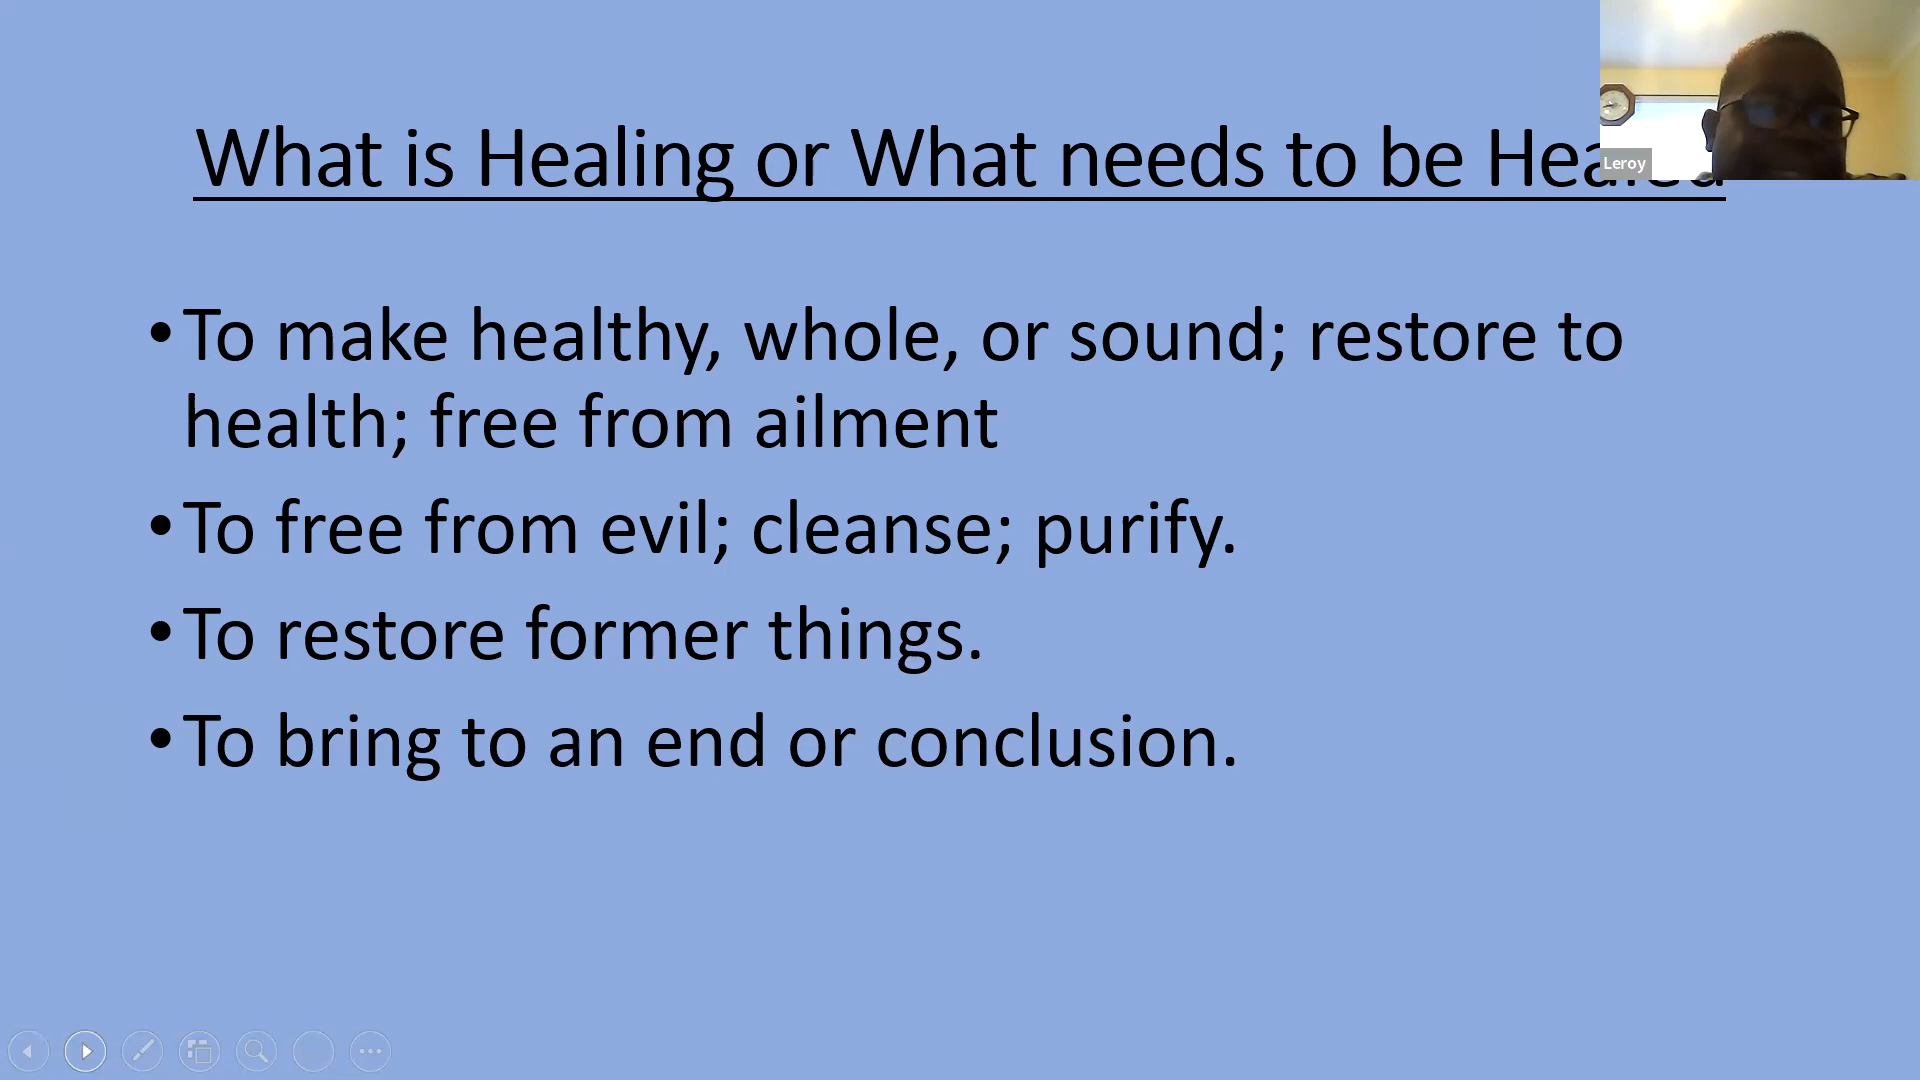 What is Healing or What needs to be Healed
• To make healthy, whole, or sound; restore to
health; free from ailment
• To free from evil; cleanse; purify.
• To restore former things.
• To bring to an end or conclusion.
Leroy